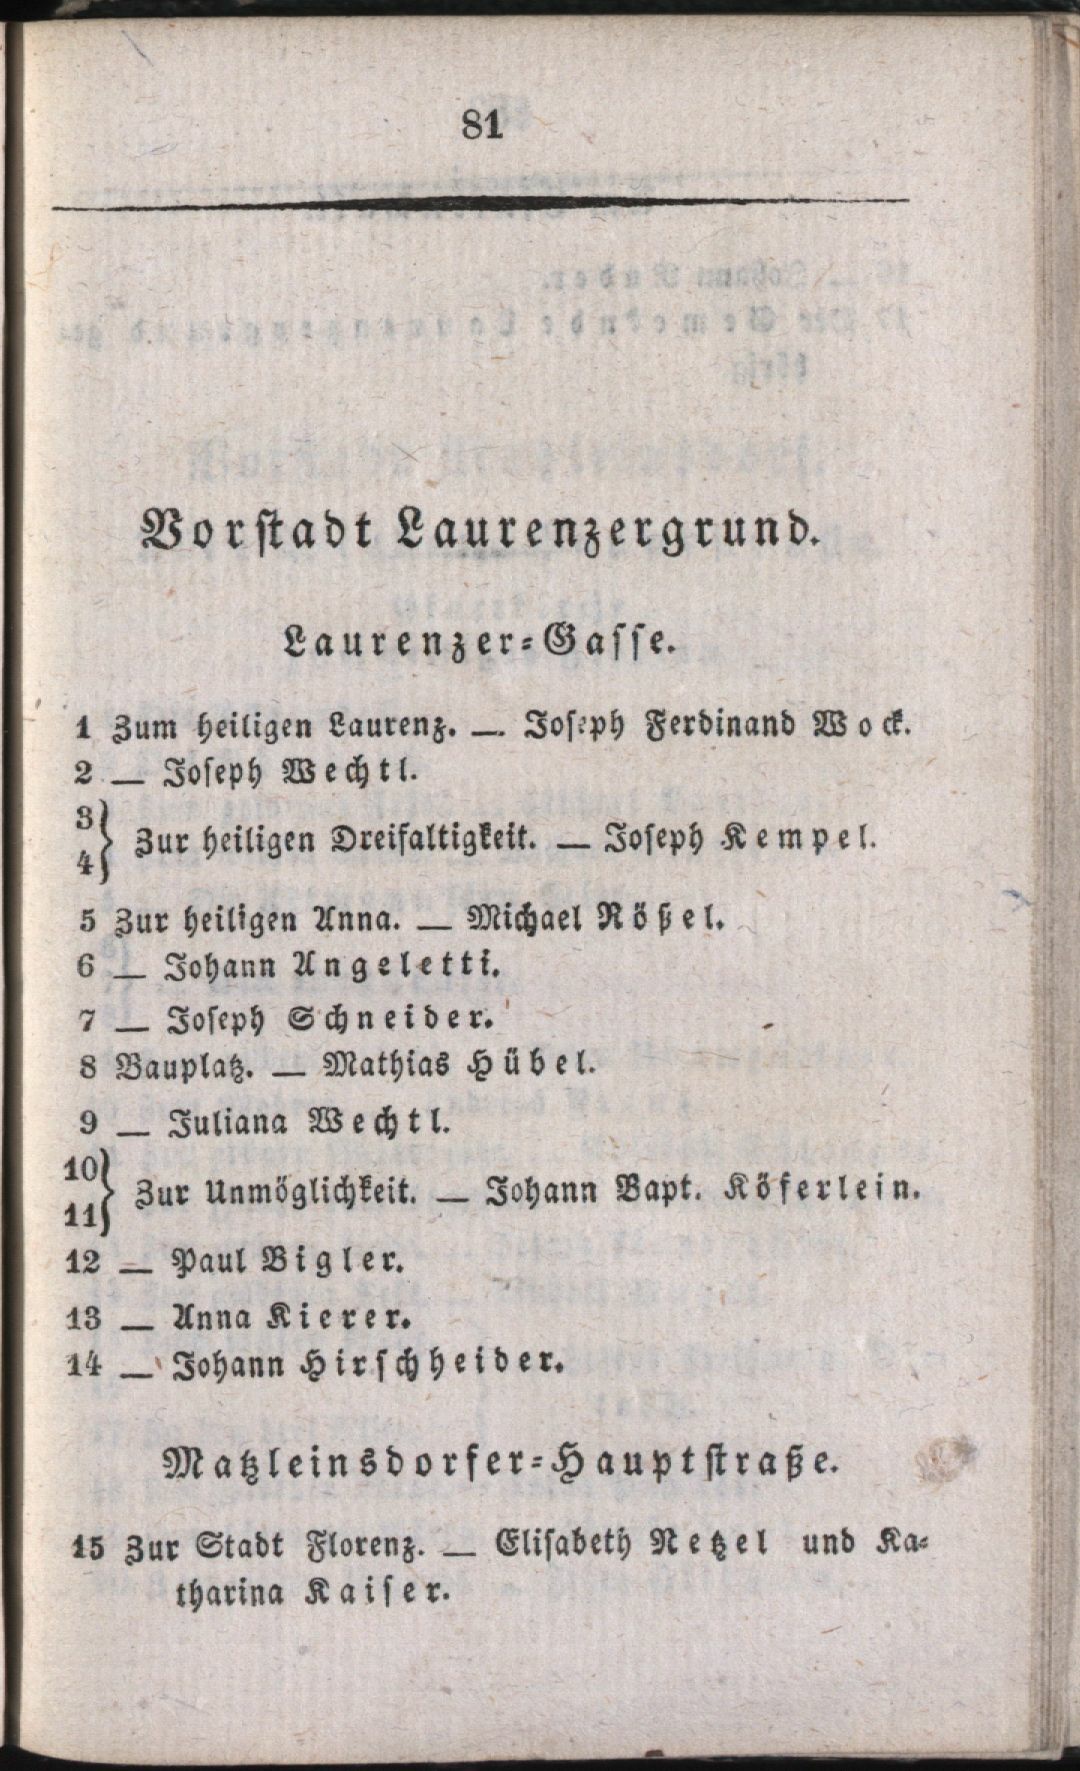 81
Vorstadt Laurenzergrund.
Laurenzer-Gasse.
1 Zum heiligen Laurenz. — Joseph Ferdinand Wock.
2 — Joseph Wechtl.
3
4} Zur heiligen Dreifaltigkeit. — Joseph Kempel.
5 Zur heiligen Anna. — Michael Rößel.
6 — Johann Angeletti.
7 — Joseph Schneider.
8 Bauplatz. — Mathias Hübel.
9 — Juliana Wechtl.
10
11} Zur Unmöglichkeit. — Johann Bapt. Köferlein.
12 — Paul Bigler.
13 — Anna Kierer.
14 — Johann Hirschheider.
Matzleinsdorfer-Hauptstraße.
15 Zur Stadt Florenz. — Elisabeth Netzel und Ka-
tharina Kaiser.